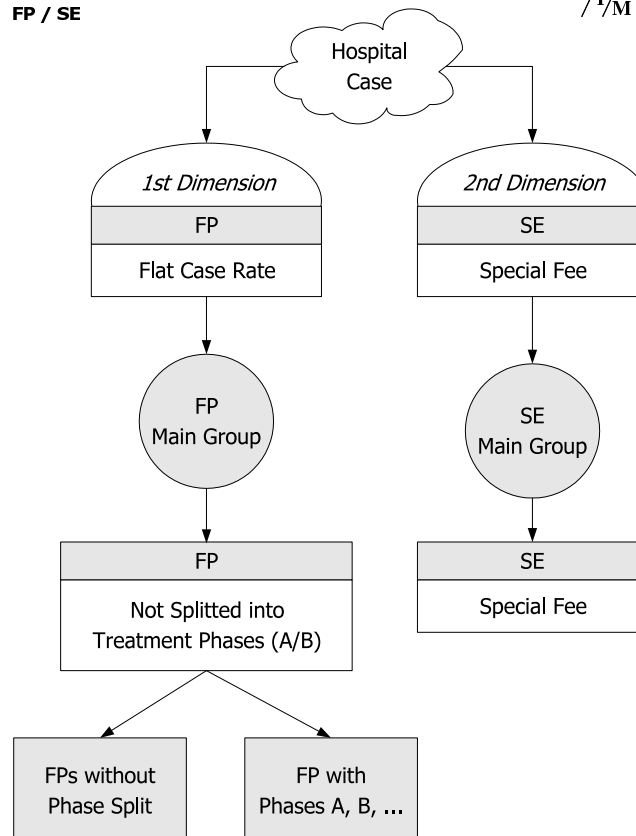 FP / SE
/ 1/M
Hospital
Case
1st Dimension
FP
Flat Case Rate
2nd Dimension
SE
Special Fee
FP
Main Group
SE
Main Group
FP
Not Splitted into
Treatment Phases (A/B)
SE
Special Fee
FPs without
Phase Split
FP with
Phases A, B, ...